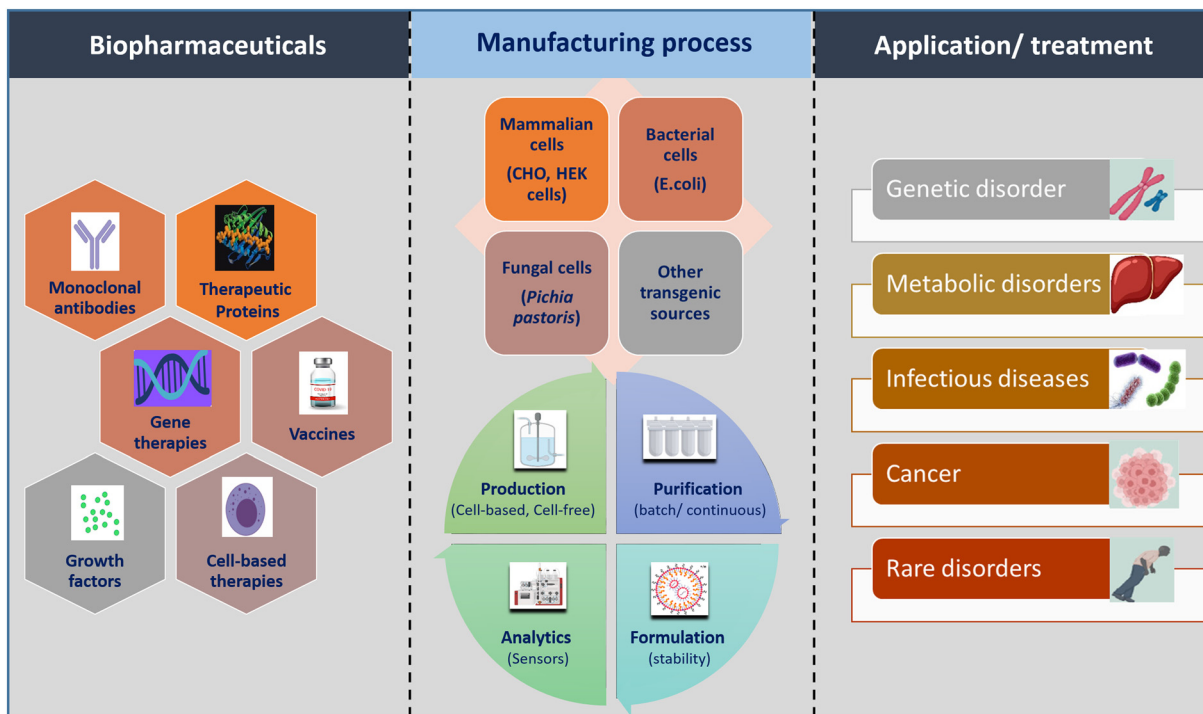 Biopharmaceuticals
Manufacturing process
Application/ treatment
Monoclonal
antibodies
Therapeutic
Proteins
Gene
therapies
Vaccines
COVID 19
Growth
factors
Cell-based
therapies
Mammalian
cells
(CHO, HEK
cells)
Bacterial
cells
(E.coli)
Fungal cells
(Pichia
pastoris)
Other
transgenic
sources
Production
(Cell-based, Cell-free)
Purification
(batch/ continuous)
Analytics
(Sensors)
Formulation
(stability)
Genetic disorder
Metabolic disorders
Infectious diseases
Cancer
Rare disorders